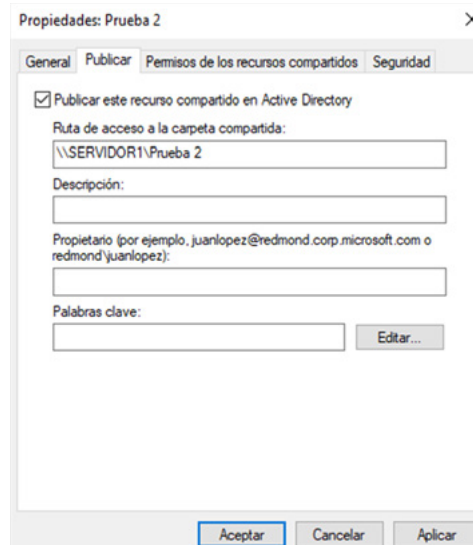 Propiedades: Prueba 2
General Publicar Permisos de los recursos compartidos Seguridad
Publicar este recurso compartido en Active Directory
Ruta de acceso a la carpeta compartida:
\\SERVIDOR1\Prueba 2
Descripción:
Propietario (por ejemplo, juanlopez@redmond.corp.microsoft.com o
redmond\juanlopez):
Palabras clave:
Editar...
Aceptar Cancelar Aplicar